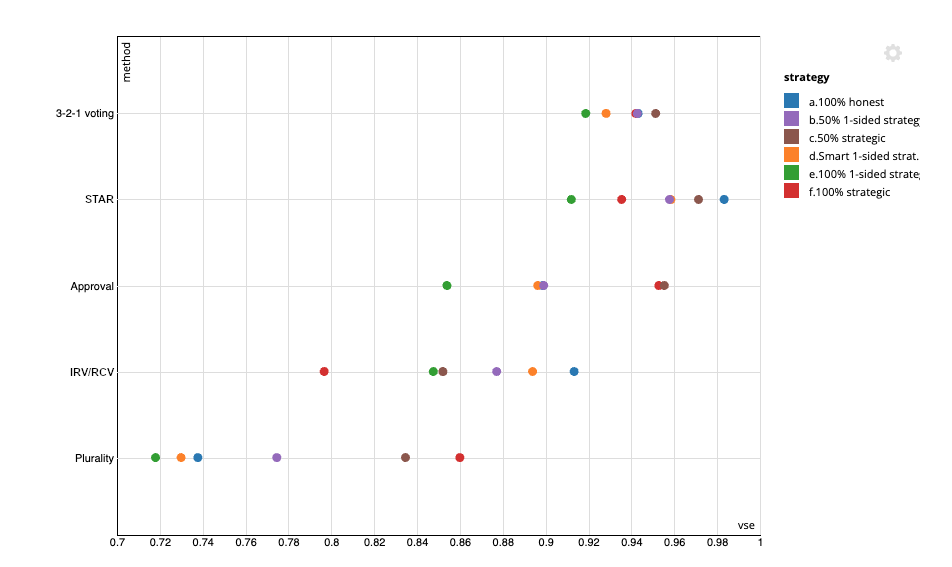 method
3-2-1 voting
STAR
Approval
IRV/RCV
Plurality
vse
0.7 0.72 0.74 0.76 0.78 0.8 0.82 0.84 0.86 0.88 0.9 0.92 0.94 0.96 0.98 1
strategy
a.100% honest
b.50% 1-sided strateg
c.50% strategic
d.Smart 1-sided strat.
e.100% 1-sided strate
f.100% strategic